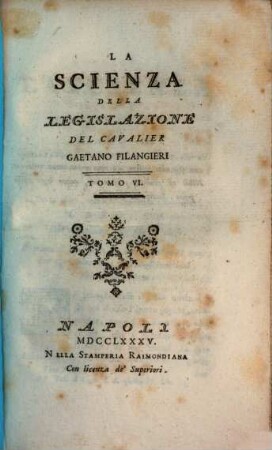 LA
SCIENZA
DELLA
LEGISLAZIONE
DEL CAVALIER
GAETANO FILANGIERI
TOMO VI.
NAPOLI
MDCCLXXXV.
NELLA STAMPERIA RAIMONDIANA
Con licenza de' Superiori.